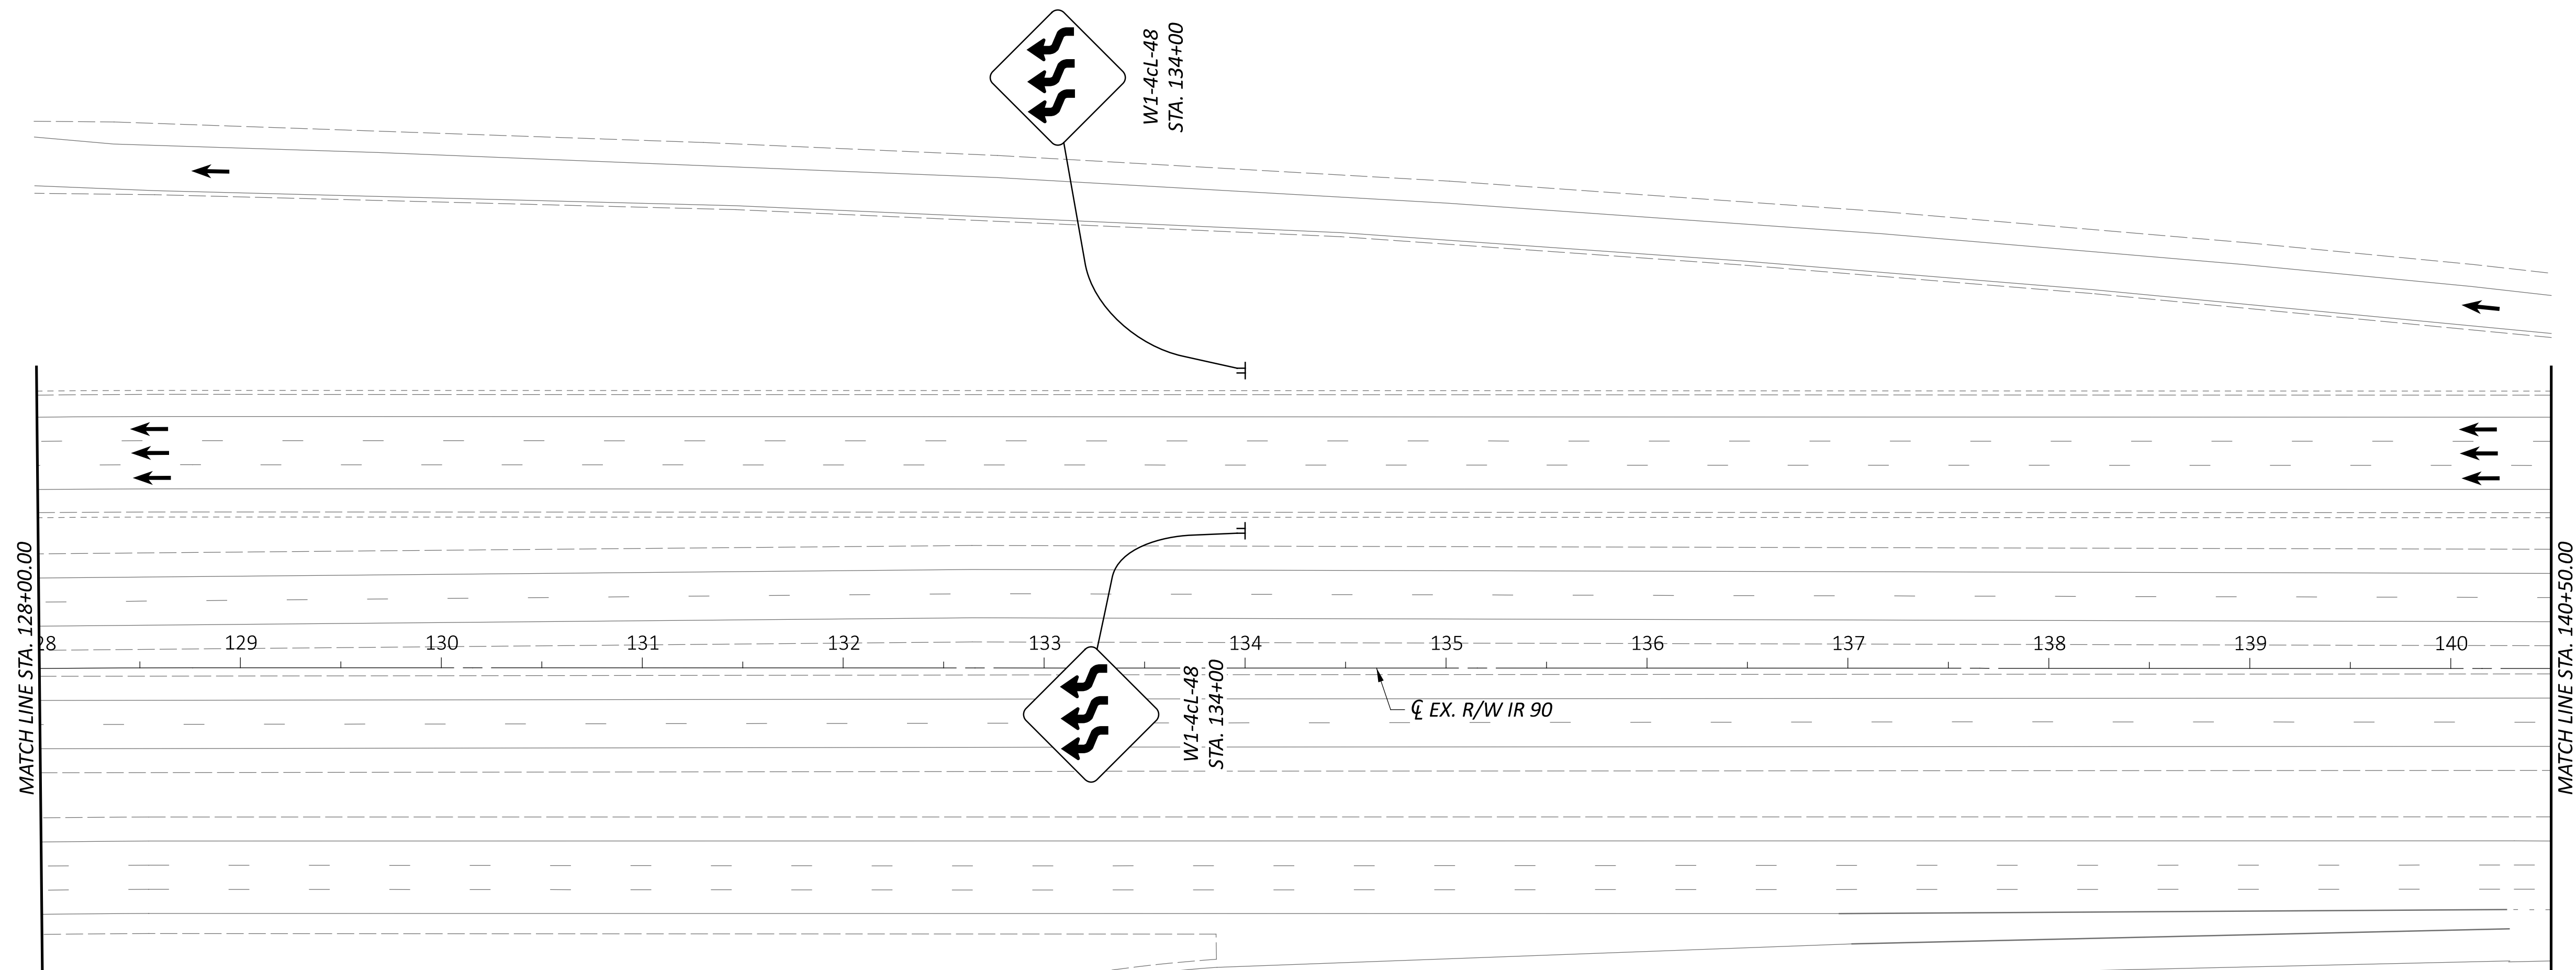 W1-4cL-48
STA. 134+00
MATCH LINE STA. 128+00.00
28
129
130
131
132
133
134
135
136
137
138
139
140
MATCH LINE STA. 140+50.00
W1-4cL-48
STA. 134+00
℄ EX. R/W IR 90